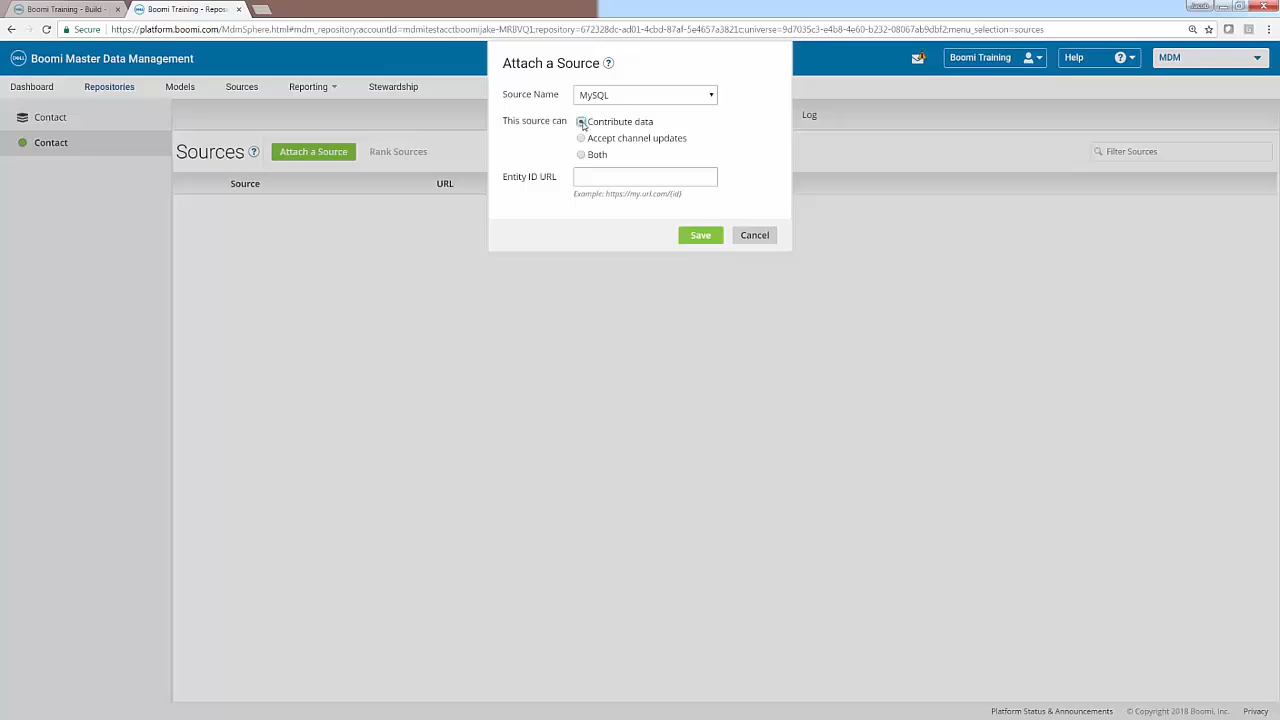 Boomi Training - Build -
Boomi Training - Repos
Secure
https://platform.boomi.com/MdmSphere.html#mdm_repository;accountId=mdmitestacctboomijake-MRBVQ1;repository=672328dc-ad01-4cbd-87af-5e4657a3821c;universe=9d7035c3-e4b8-4e60-b232-08067ab9dbf2;menu_selection=sources
DELL
Boomi Master Data Management
Boomi Training
Help
MDM
Dashboard
Repositories
Models
Sources
Reporting
Stewardship
Contact
Contact
Log
Sources
Attach a Source
Rank Sources
Filter Sources
Source
URL
Attach a Source
Source Name
MySQL
This source can
Contribute data
Accept channel updates
Both
Entity ID URL
Example: https://my.url.com/{id}
Save
Cancel
Platform Status & Announcements
© Copyright 2018 Boomi, Inc.
Privacy